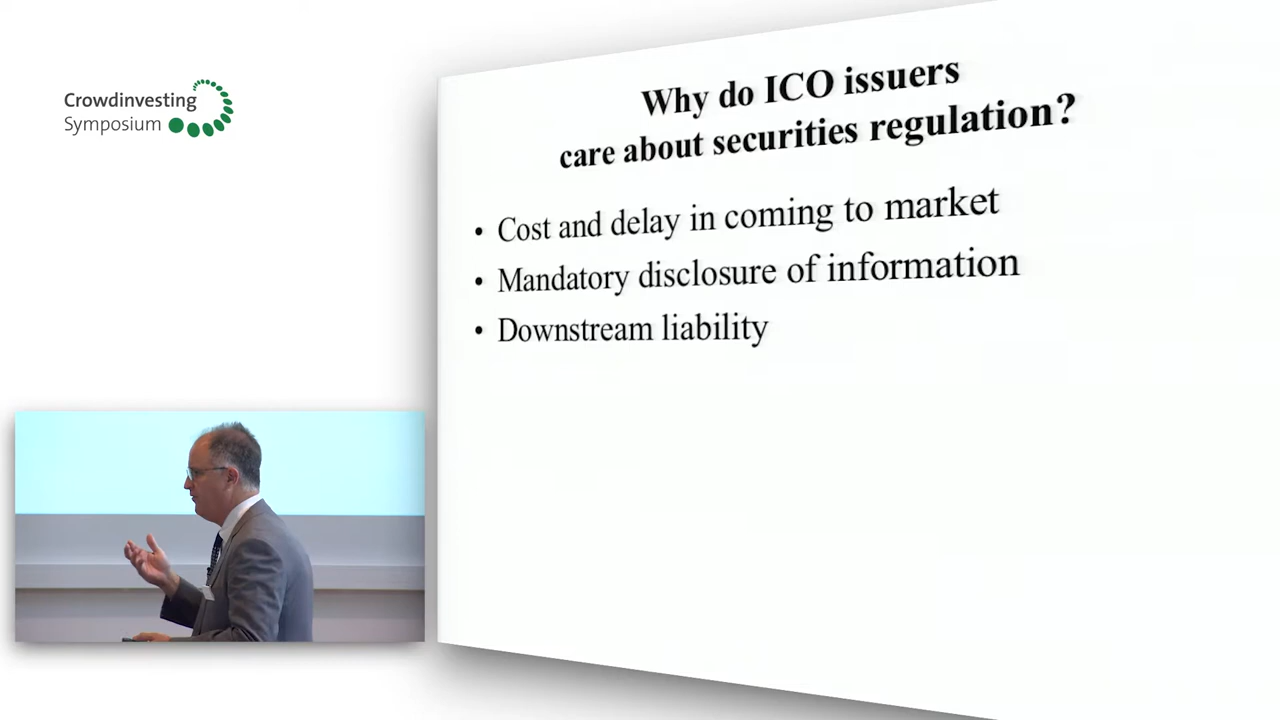 Crowdinvesting
Symposium
Why do ICO issuers
care about securities regulation?
• Cost and delay in coming to market
• Mandatory disclosure of information
• Downstream liability